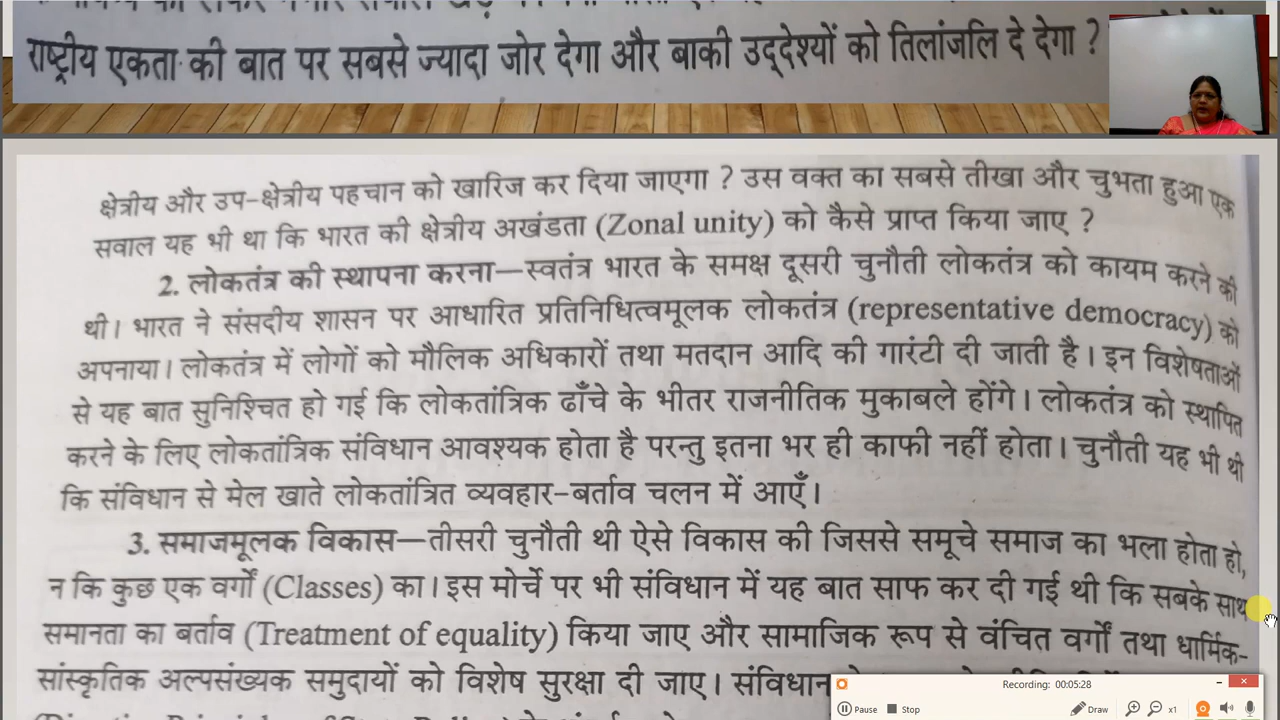 राष्ट्रीय एकता की बात पर सबसे ज्यादा जोर देगा और बाकी उद्देश्यों को तिलांजलि दे देगा ?
क्षेत्रीय और उप-क्षेत्रीय पहचान को खारिज कर दिया जाएगा ? उस वक्त का सबसे तीखा और चुभता हुआ एक
सवाल यह भी था कि भारत की क्षेत्रीय अखंडता (Zonal unity) को कैसे प्राप्त किया जाए ?
2. लोकतंत्र की स्थापना करना—स्वतंत्र भारत के समक्ष दूसरी चुनौती लोकतंत्र को कायम करने की
थी। भारत ने संसदीय शासन पर आधारित प्रतिनिधित्वमूलक लोकतंत्र (representative democracy) को
अपनाया। लोकतंत्र में लोगों को मौलिक अधिकारों तथा मतदान आदि की गारंटी दी जाती है। इन विशेषताओं
से यह बात सुनिश्चित हो गई कि लोकतांत्रिक ढाँचे के भीतर राजनीतिक मुकाबले होंगे। लोकतंत्र को स्थापित
करने के लिए लोकतांत्रिक संविधान आवश्यक होता है परन्तु इतना भर ही काफी नहीं होता। चुनौती यह भी थी
कि संविधान से मेल खाते लोकतांत्रित व्यवहार-बर्ताव चलन में आएँ।
3. समाजमूलक विकास—तीसरी चुनौती थी ऐसे विकास की जिससे समूचे समाज का भला होता हो,
न कि कुछ एक वर्गों (Classes) का। इस मोर्चे पर भी संविधान में यह बात साफ कर दी गई थी कि सबके साथ
समानता का बर्ताव (Treatment of equality) किया जाए और सामाजिक रूप से वंचित वर्गों तथा धार्मिक-
सांस्कृतिक अल्पसंख्यक समुदायों को विशेष सुरक्षा दी जाए। संविधान
Recording: 00:05:28
Pause Stop Draw x1